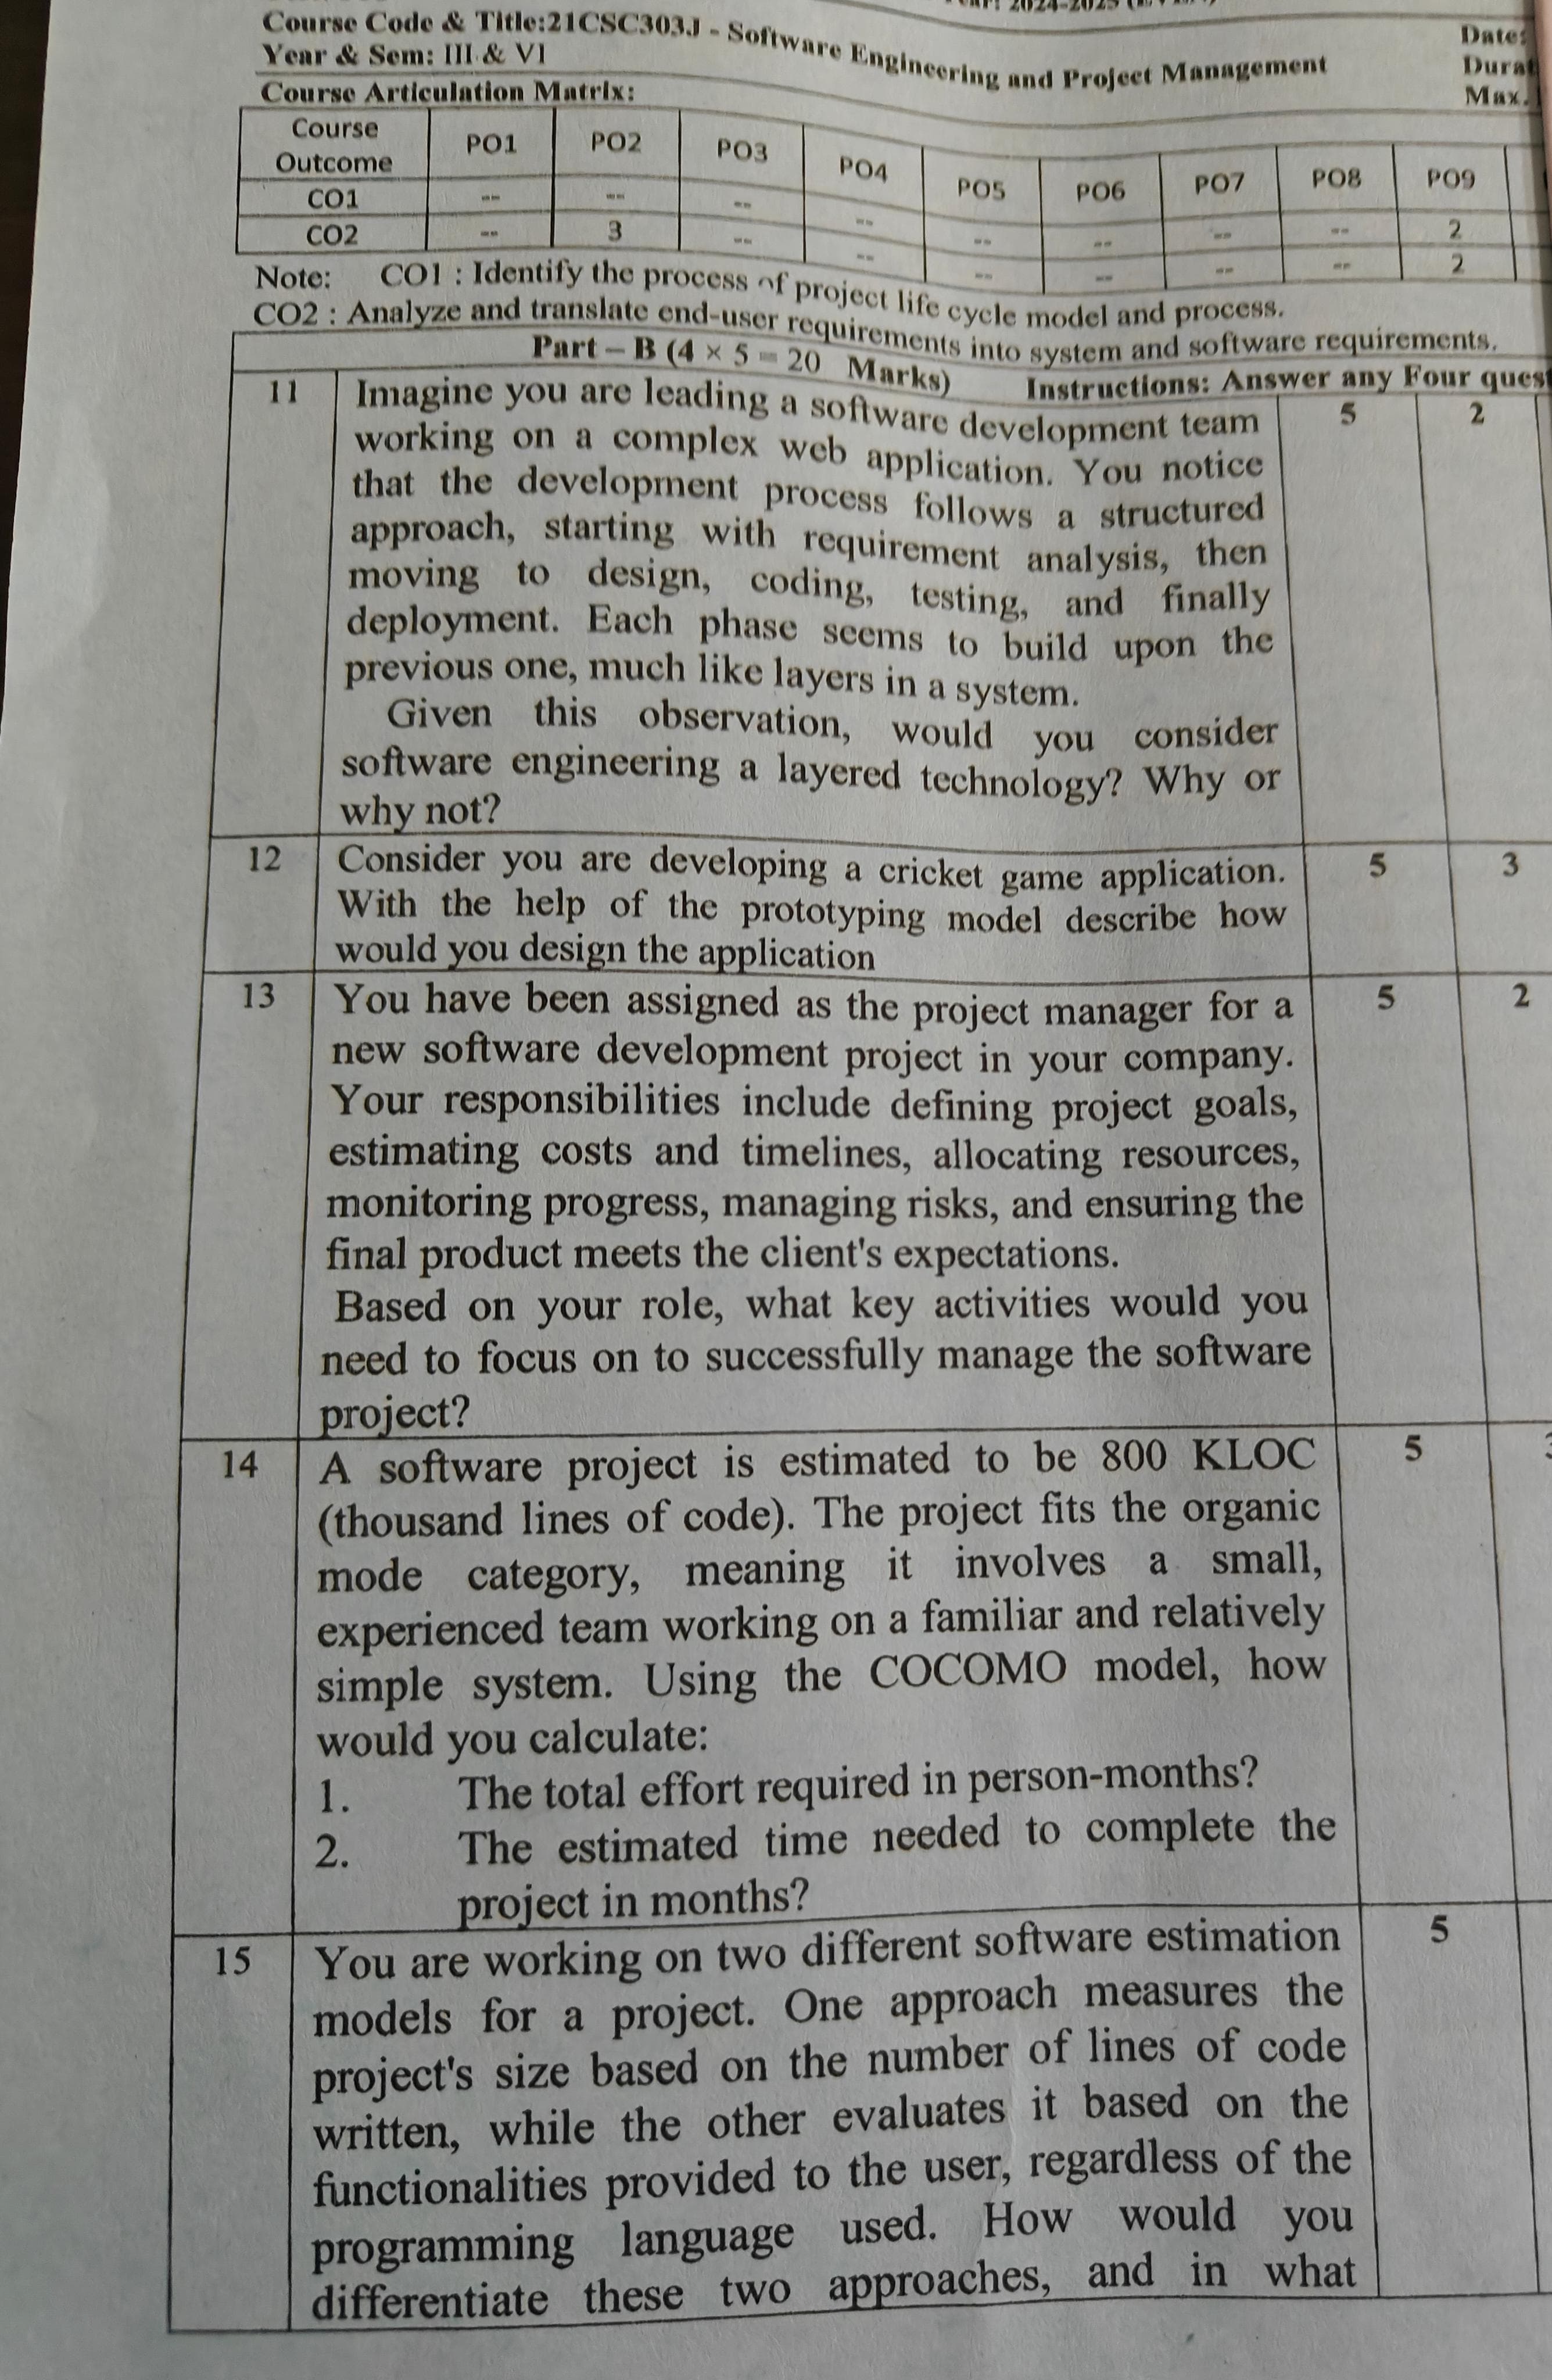 2024-2025
Course Code & Title:21CSC303J - Software Engineering and Project Management
Date:
Year & Sem: III & VI
Course Articulation Matrix:
Max.
Course Outcome PO1 PO2 PO3 PO4 PO5 PO6 PO7 PO8 PO9
CO1 -- -- -- -- -- -- -- -- 2
CO2 -- 3 -- -- -- -- -- -- 2
Note: CO1 : Identify the process of project life cycle model and process.
CO2 : Analyze and translate end-user requirements into system and software requirements.
Part – B (4 × 5 = 20 Marks) Instructions: Answer any Four
11 Imagine you are leading a software development team 5 2
working on a complex web application. You notice
that the development process follows a structured
approach, starting with requirement analysis, then
moving to design, coding, testing, and finally
deployment. Each phase seems to build upon the
previous one, much like layers in a system.
Given this observation, would you consider
software engineering a layered technology? Why or
why not?
12 Consider you are developing a cricket game application. 5 3
With the help of the prototyping model describe how
would you design the application
13 You have been assigned as the project manager for a 5 2
new software development project in your company.
Your responsibilities include defining project goals,
estimating costs and timelines, allocating resources,
monitoring progress, managing risks, and ensuring the
final product meets the client's expectations.
Based on your role, what key activities would you
need to focus on to successfully manage the software
project?
14 A software project is estimated to be 800 KLOC 5
(thousand lines of code). The project fits the organic
mode category, meaning it involves a small,
experienced team working on a familiar and relatively
simple system. Using the COCOMO model, how
would you calculate:
1. The total effort required in person-months?
2. The estimated time needed to complete the
project in months?
15 You are working on two different software estimation 5
models for a project. One approach measures the
project's size based on the number of lines of code
written, while the other evaluates it based on the
functionalities provided to the user, regardless of the
programming language used. How would you
differentiate these two approaches, and in what